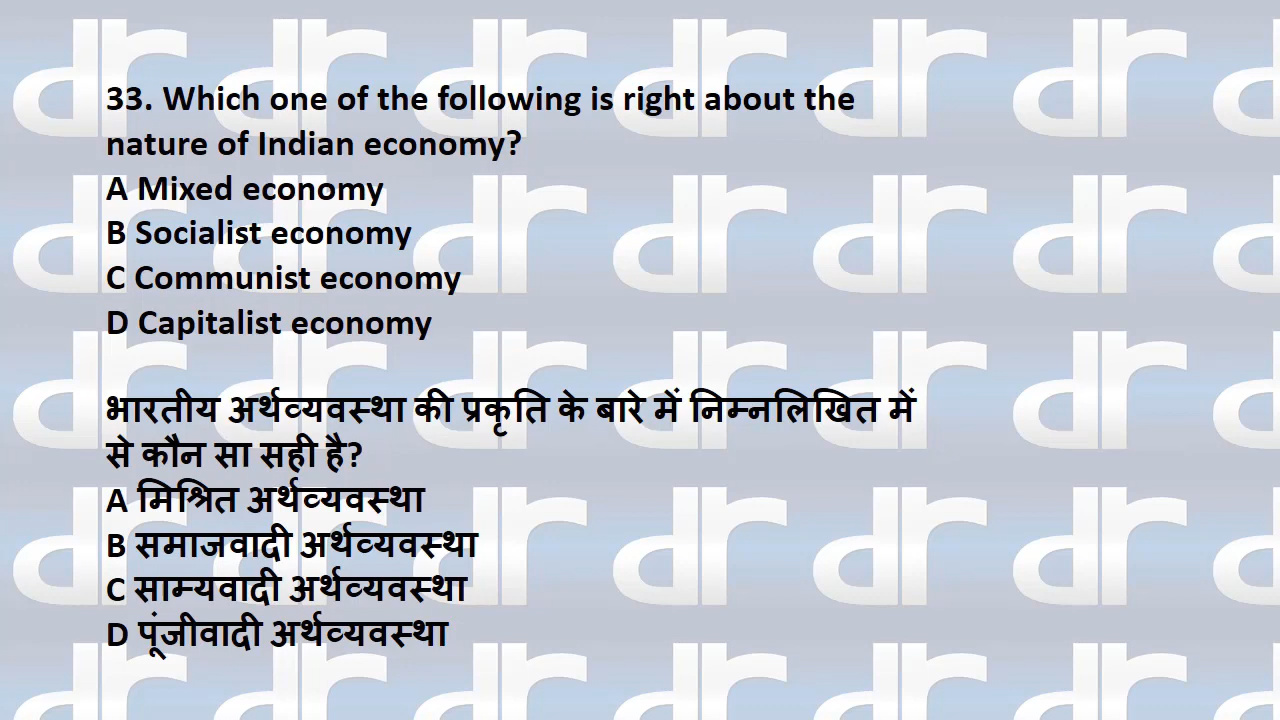 33. Which one of the following is right about the
nature of Indian economy?
A Mixed economy
B Socialist economy
C Communist economy
D Capitalist economy
भारतीय अर्थव्यवस्था की प्रकृति के बारे में निम्नलिखित में
से कौन सा सही है?
A मिश्रित अर्थव्यवस्था
B समाजवादी अर्थव्यवस्था
C साम्यवादी अर्थव्यवस्था
D पूंजीवादी अर्थव्यवस्था